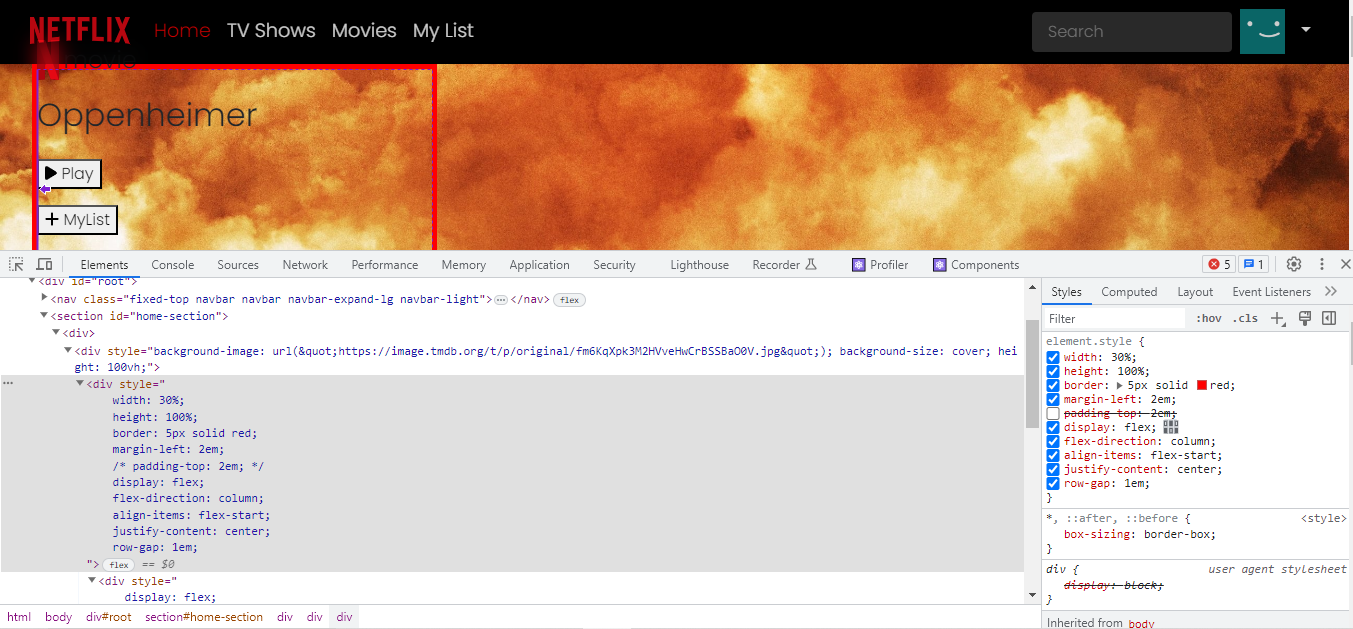 NETFLIX Home TV Shows Movies My List Search
N movie
Oppenheimer
Play
MyList
Elements Console Sources Network Performance Memory Application Security Lighthouse Recorder Profiler Components 5 1
<div id="root">
<nav class="fixed-top navbar navbar navbar-expand-lg navbar-light"> … </nav> flex
<section id="home-section">
<div>
<div style="background-image: url(&quot;https://image.tmdb.org/t/p/original/fm6KqXpk3M2HVveHwCrBSSBaO0V.jpg&quot;); background-size: cover; hei
ght: 100vh;">
… <div style="
width: 30%;
height: 100%;
border: 5px solid red;
margin-left: 2em;
/* padding-top: 2em; */
display: flex;
flex-direction: column;
align-items: flex-start;
justify-content: center;
row-gap: 1em;
"> flex == $0
<div style="
display: flex;
html body div#root section#home-section div div div
Styles Computed Layout Event Listeners
Filter :hov .cls
element.style {
width: 30%;
height: 100%;
border: 5px solid red;
margin-left: 2em;
padding-top: 2em;
display: flex;
flex-direction: column;
align-items: flex-start;
justify-content: center;
row-gap: 1em;
}
*, ::after, ::before { <style>
box-sizing: border-box;
}
div { user agent stylesheet
display: block;
}
Inherited from body